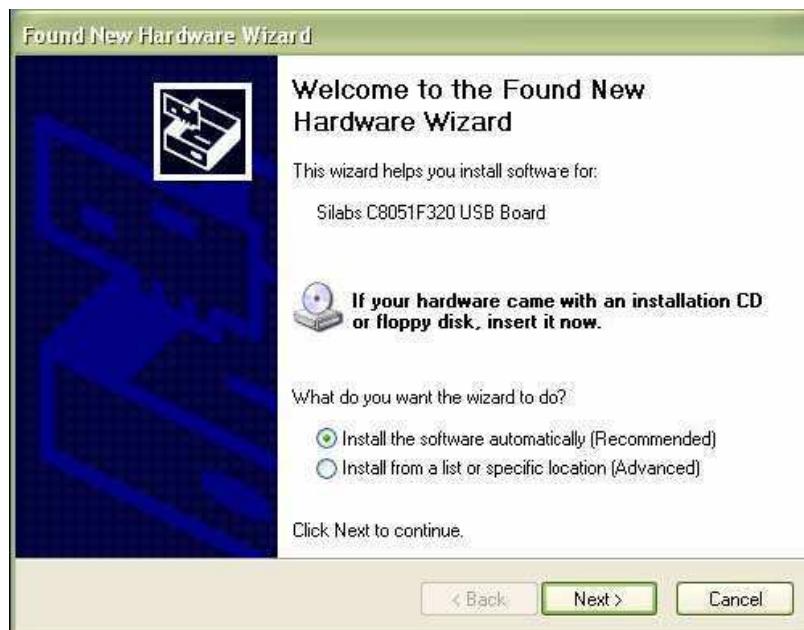 Found New Hardware Wizard
Welcome to the Found New
Hardware Wizard
This wizard helps you install software for:
Silabs C8051F320 USB Board
If your hardware came with an installation CD
or floppy disk, insert it now.
What do you want the wizard to do?
Install the software automatically (Recommended)
Install from a list or specific location (Advanced)
Click Next to continue.
< Back Next > Cancel